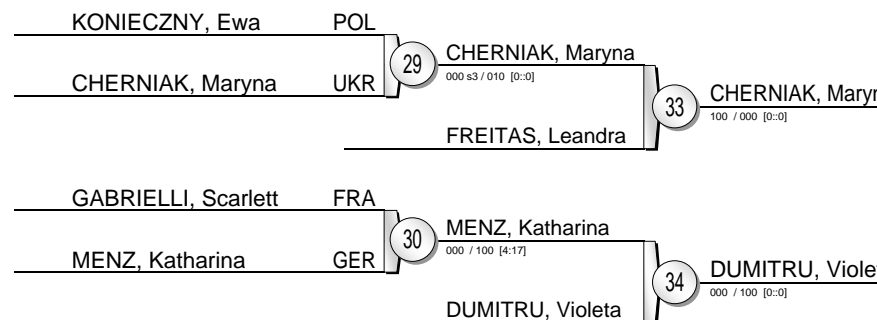 KONIECZNY, Ewa POL
29
CHERNIAK, Maryna
000 s3 / 010 [0::0]
CHERNIAK, Maryna UKR
33
CHERNIAK,
100 / 000 [0::0]
FREITAS, Leandra
GABRIELLI, Scarlett FRA
30
MENZ, Katharina
000 / 100 [4:17]
MENZ, Katharina GER
34
DUMITRU,
000 / 100 [0::0]
DUMITRU, Violeta